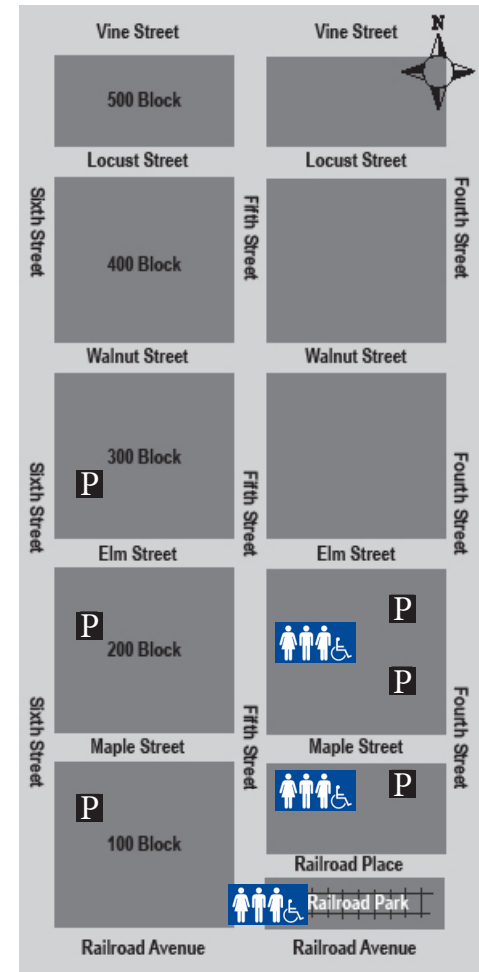 Vine Street
Vine Street
N
500 Block
Locust Street
Locust Street
Sixth Street
Fifth Street
Fourth Street
400 Block
Walnut Street
Walnut Street
300 Block
P
Sixth Street
Fifth Street
Fourth Street
Elm Street
Elm Street
P
P
200 Block
P
Sixth Street
Fifth Street
Fourth Street
Maple Street
Maple Street
P
P
100 Block
Railroad Place
Railroad Park
Railroad Avenue
Railroad Avenue